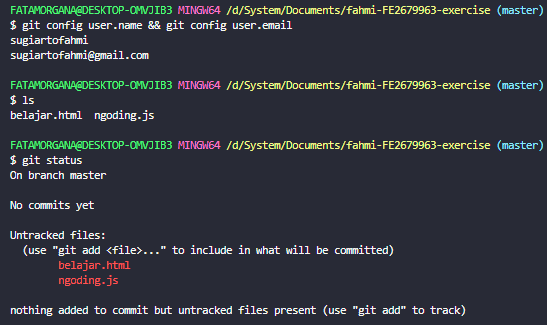 FATAMORGANA@DESKTOP-OMVJIB3 MINGW64 /d/System/Documents/fahmi-FE2679963-exercise (master)
$ git config user.name && git config user.email
sugiartofahmi
sugiartofahmi@gmail.com
FATAMORGANA@DESKTOP-OMVJIB3 MINGW64 /d/System/Documents/fahmi-FE2679963-exercise (master)
$ ls
belajar.html  ngoding.js
FATAMORGANA@DESKTOP-OMVJIB3 MINGW64 /d/System/Documents/fahmi-FE2679963-exercise (master)
$ git status
On branch master
No commits yet
Untracked files:
  (use "git add <file>..." to include in what will be committed)
        belajar.html
        ngoding.js
nothing added to commit but untracked files present (use "git add" to track)